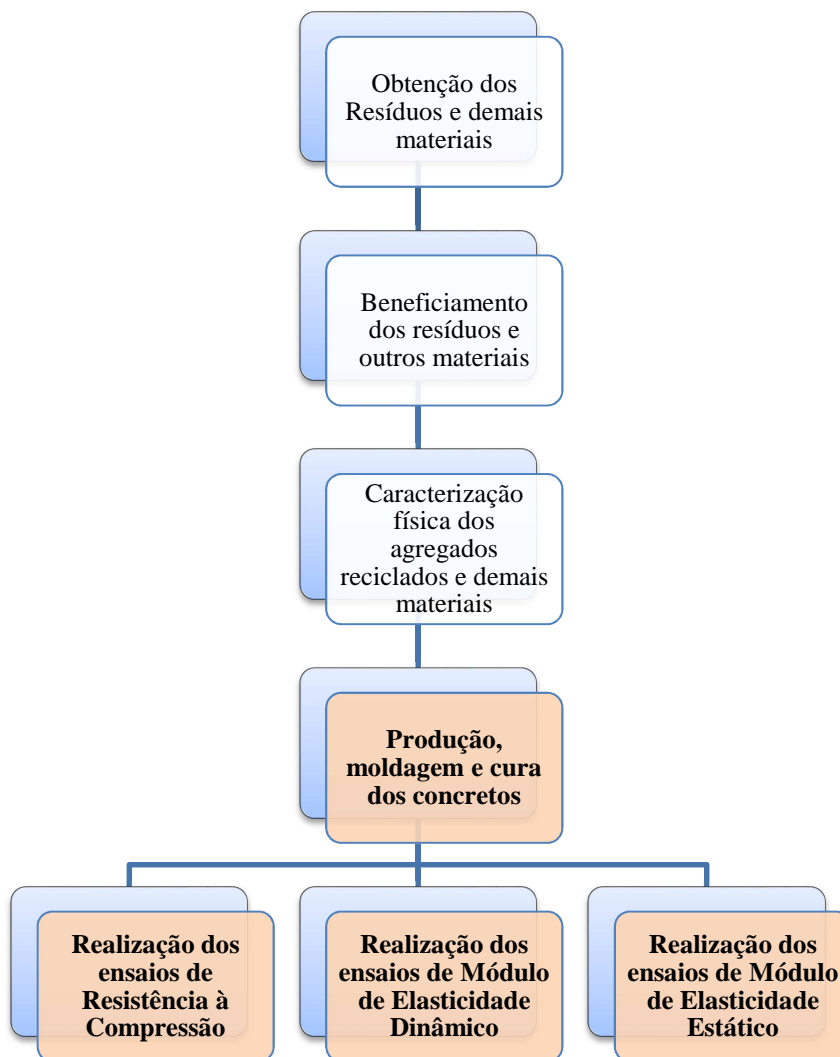 Obtenção dos
Resíduos e demais
materiais
Beneficiamento
dos resíduos e
outros materiais
Caracterização
física dos
agregados
reciclados e demais
materiais
Produção,
moldagem e cura
dos concretos
Realização dos
ensaios de
Resistência à
Compressão
Realização dos
ensaios de Módulo
de Elasticidade
Dinâmico
Realização dos
ensaios de Módulo
de Elasticidade
Estático